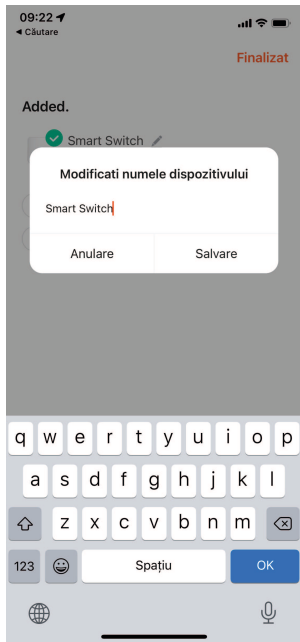 09:22
◀ Căutare
Finalizat
Added.
Smart Switch
Modificati numele dispozitivului
Smart Switch
Anulare Salvare
q w e r t y u i o p
a s d f g h j k l
z x c v b n m
123 Spațiu OK